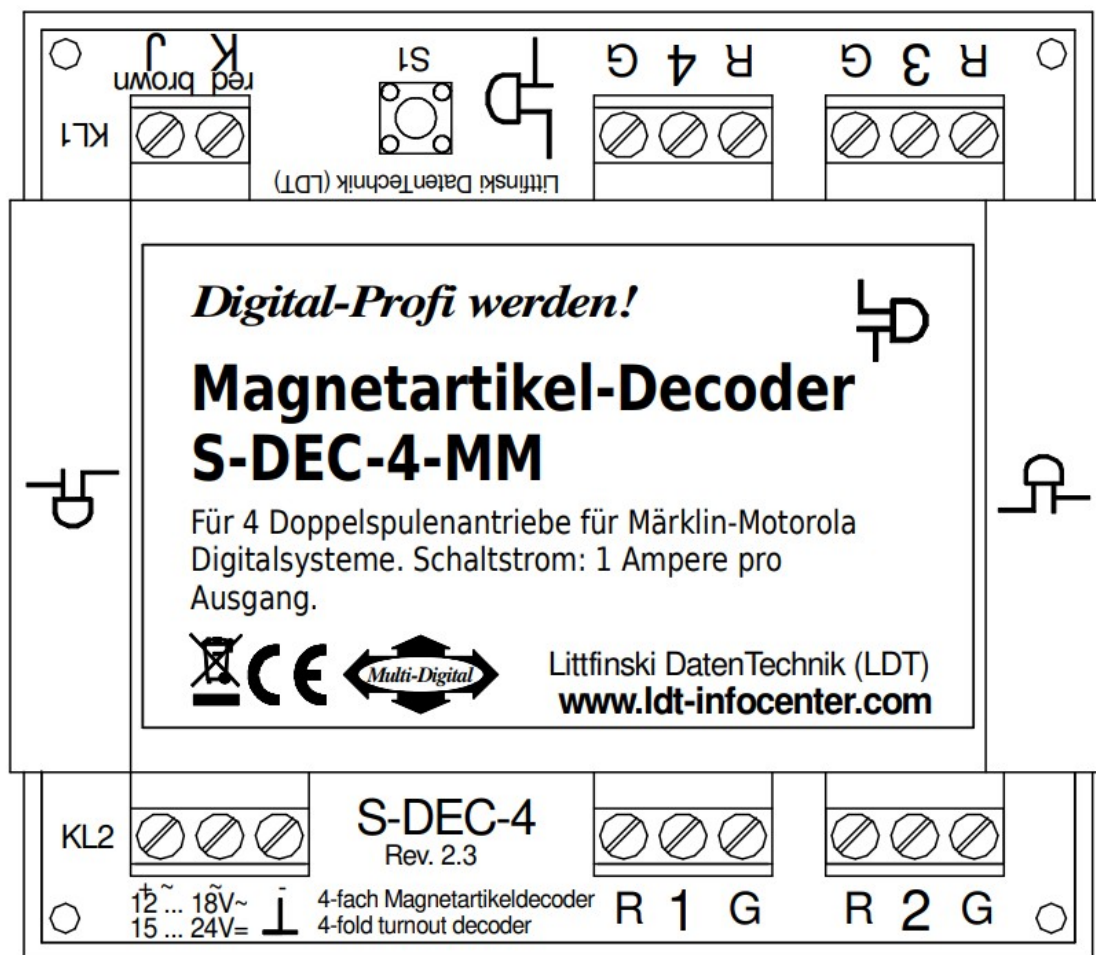 J K
brown red
KL1
S1
G 4 R
G 3 R
Littfinski DatenTechnik (LDT)
Digital-Profi werden!
Magnetartikel-Decoder
S-DEC-4-MM
Für 4 Doppelspulenantriebe für Märklin-Motorola
Digitalsysteme. Schaltstrom: 1 Ampere pro
Ausgang.
CE
Multi-Digital
Littfinski DatenTechnik (LDT)
www.ldt-infocenter.com
KL2
S-DEC-4
Rev. 2.3
+ ~ ~ -
12 ... 18V~
15 ... 24V=
4-fach Magnetartikeldecoder
4-fold turnout decoder
R 1 G
R 2 G